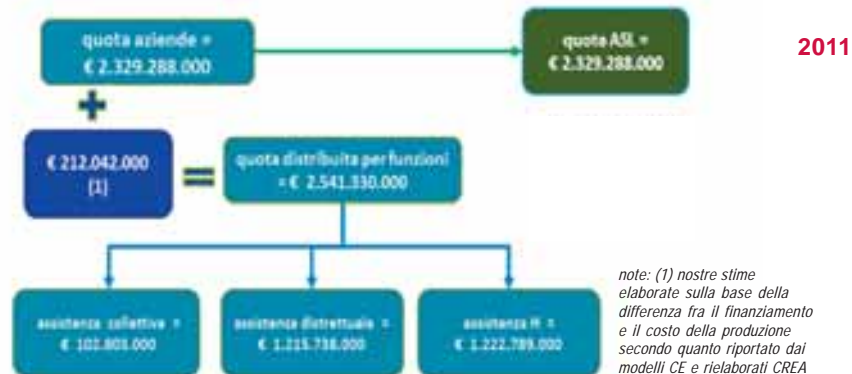 quota aziende =
€ 2.329.288.000
quota ASL =
€ 2.329.288.000
2011
+
€ 212.042.000
(1)
=
quota distribuita per funzioni
= € 2.541.330.000
assistenza collettiva =
€ 102.803.000
assistenza distrettuale =
€ 1.215.738.000
assistenza H =
€ 1.222.789.000
note: (1) nostre stime
elaborate sulla base della
differenza fra il finanziamento
e il costo della produzione
secondo quanto riportato dai
modelli CE e rielaborati CREA